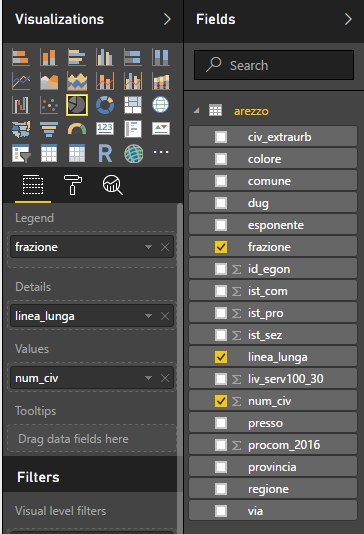 Visualizations
Fields
Search
123
R
arezzo
civ_extraurb
colore
comune
dug
esponente
frazione
id_egon
ist_com
ist_pro
ist_sez
linea_lunga
liv_serv100_30
num_civ
presso
procom_2016
provincia
regione
via
Legend
frazione
Details
linea_lunga
Values
num_civ
Tooltips
Drag data fields here
Filters
Visual level filters